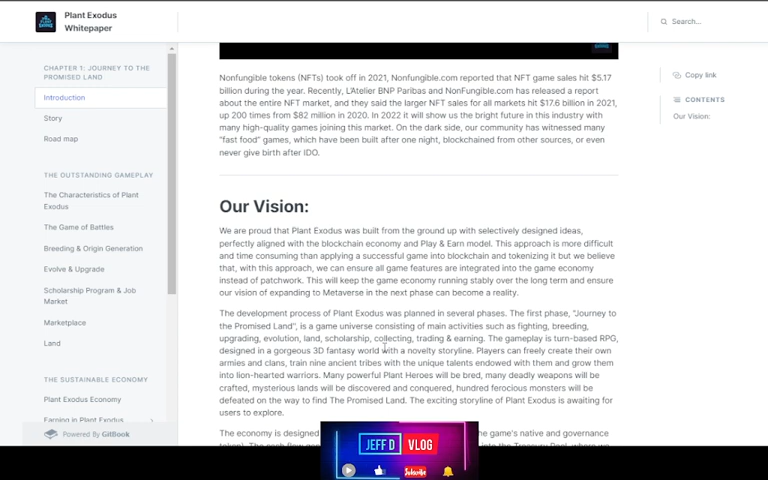 Plant Exodus
Whitepaper
Search...
CHAPTER 1: JOURNEY TO THE
PROMISED LAND
Introduction
Story
Road map
THE OUTSTANDING GAMEPLAY
The Characteristics of Plant
Exodus
The Game of Battles
Breeding & Origin Generation
Evolve & Upgrade
Scholarship Program & Job
Market
Marketplace
Land
THE SUSTAINABLE ECONOMY
Plant Exodus Economy
Earning in Plant Exodus
Powered By GitBook
Nonfungible tokens (NFTs) took off in 2021, Nonfungible.com reported that NFT game sales hit $5.17
billion during the year. Recently, L'Atelier BNP Paribas and NonFungible.com has released a report
about the entire NFT market, and they said the larger NFT sales for all markets hit $17.6 billion in 2021,
up 200 times from $82 million in 2020. In 2022 it will show us the bright future in this industry with
many high-quality games joining this market. On the dark side, our community has witnessed many
"fast food" games, which have been built after one night, blockchained from other sources, or even
never give birth after IDO.
Our Vision:
We are proud that Plant Exodus was built from the ground up with selectively designed ideas,
perfectly aligned with the blockchain economy and Play & Earn model. This approach is more difficult
and time consuming than applying a successful game into blockchain and tokenizing it but we believe
that, with this approach, we can ensure all game features are integrated into the game economy
instead of patchwork. This will keep the game economy running stably over the long term and ensure
our vision of expanding to Metaverse in the next phase can become a reality.
The development process of Plant Exodus was planned in several phases. The first phase, "Journey to
the Promised Land", is a game universe consisting of main activities such as fighting, breeding,
upgrading, evolution, land, scholarship, collecting, trading & earning. The gameplay is turn-based RPG,
designed in a gorgeous 3D fantasy world with a novelty storyline. Players can freely create their own
armies and clans, train nine ancient tribes with the unique talents endowed with them and grow them
into lion-hearted warriors. Many powerful Plant Heroes will be bred, many deadly weapons will be
crafted, mysterious lands will be discovered and conquered, hundred ferocious monsters will be
defeated on the way to find The Promised Land. The exciting storyline of Plant Exodus is awaiting for
users to explore.
The economy is designed
he game's native and governance
Copy link
CONTENTS
Our Vision:
JEFF D VLOG
Subscribe